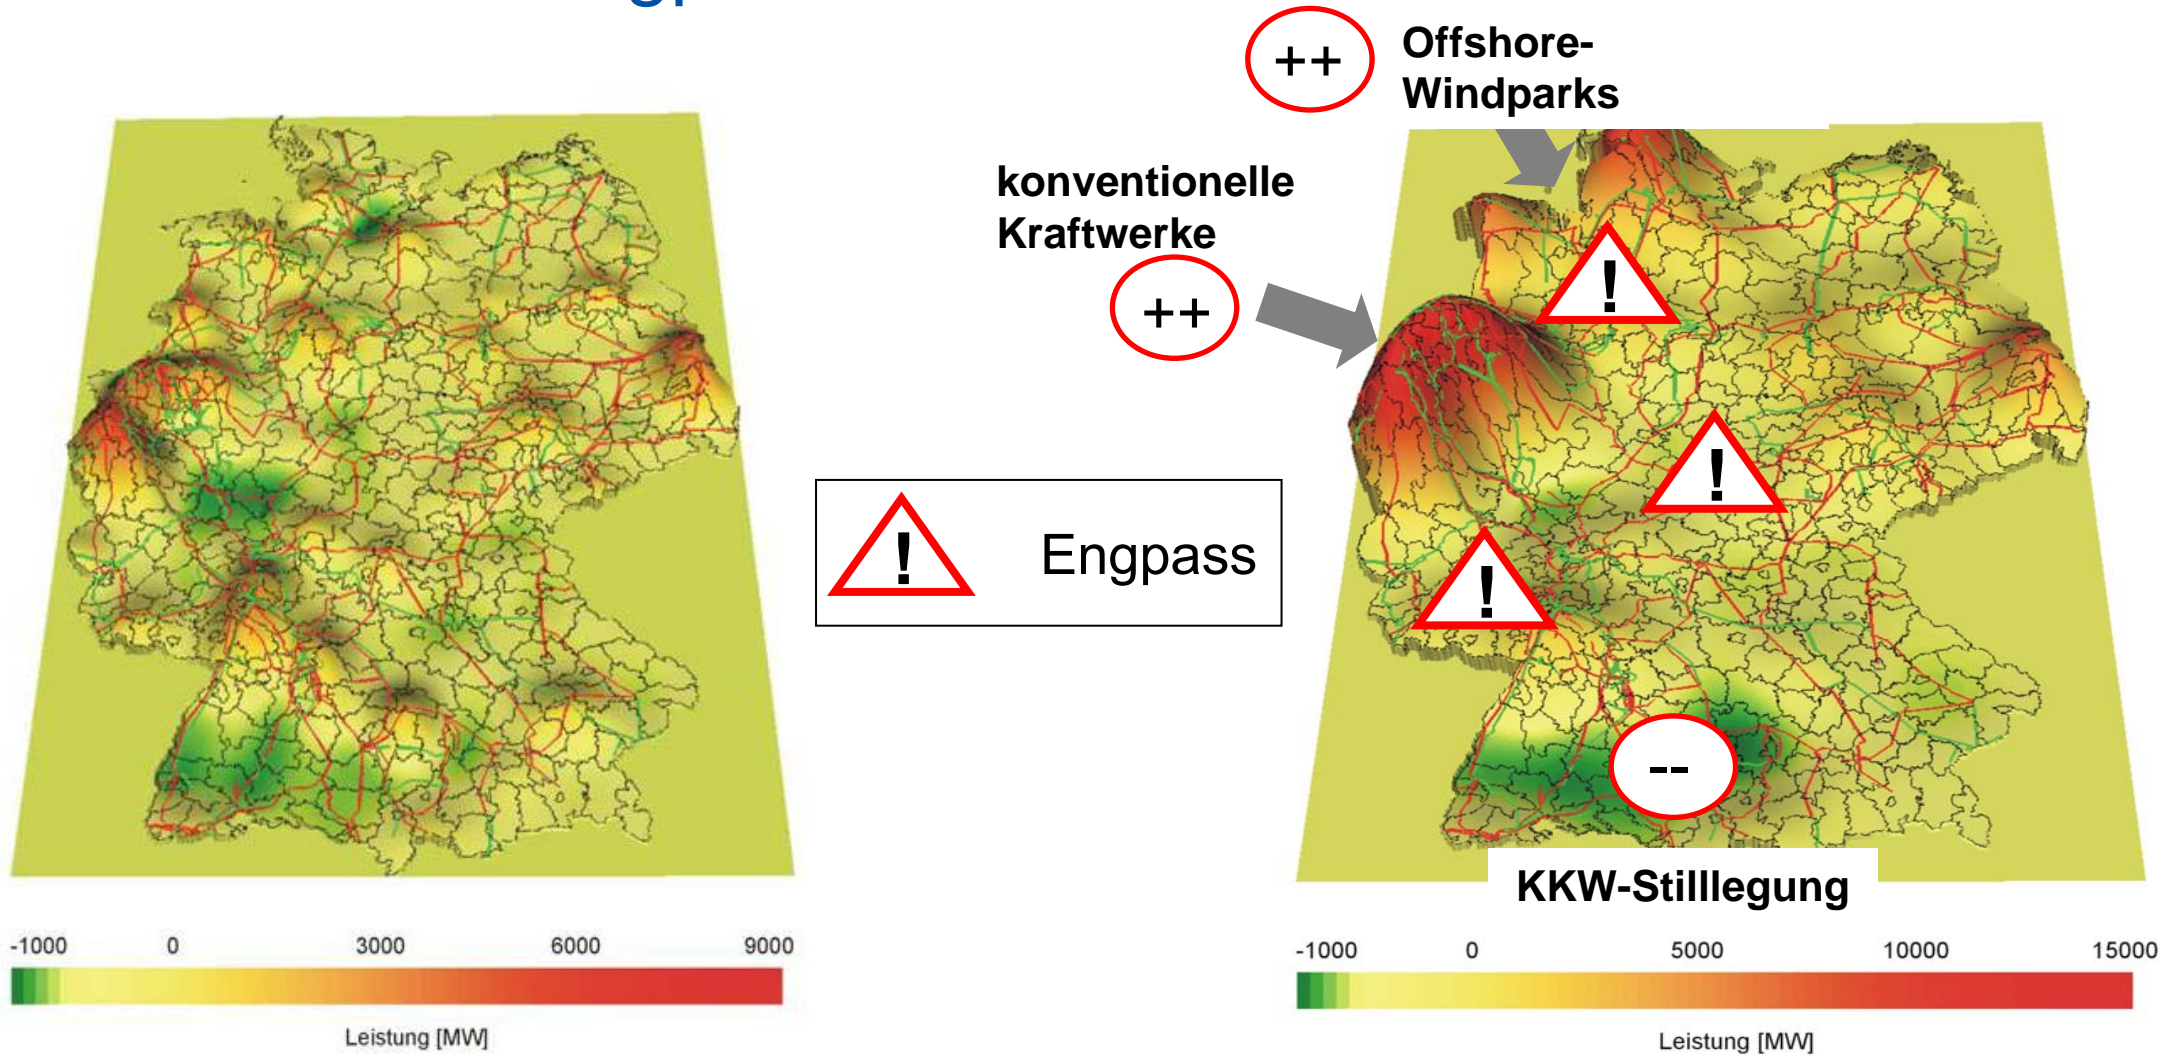 ++
Offshore-
Windparks
konventionelle
Kraftwerke
++
!
!
!
!
Engpass
--
KKW-Stilllegung
-1000 0 3000 6000 9000
Leistung [MW]
-1000 0 5000 10000 15000
Leistung [MW]